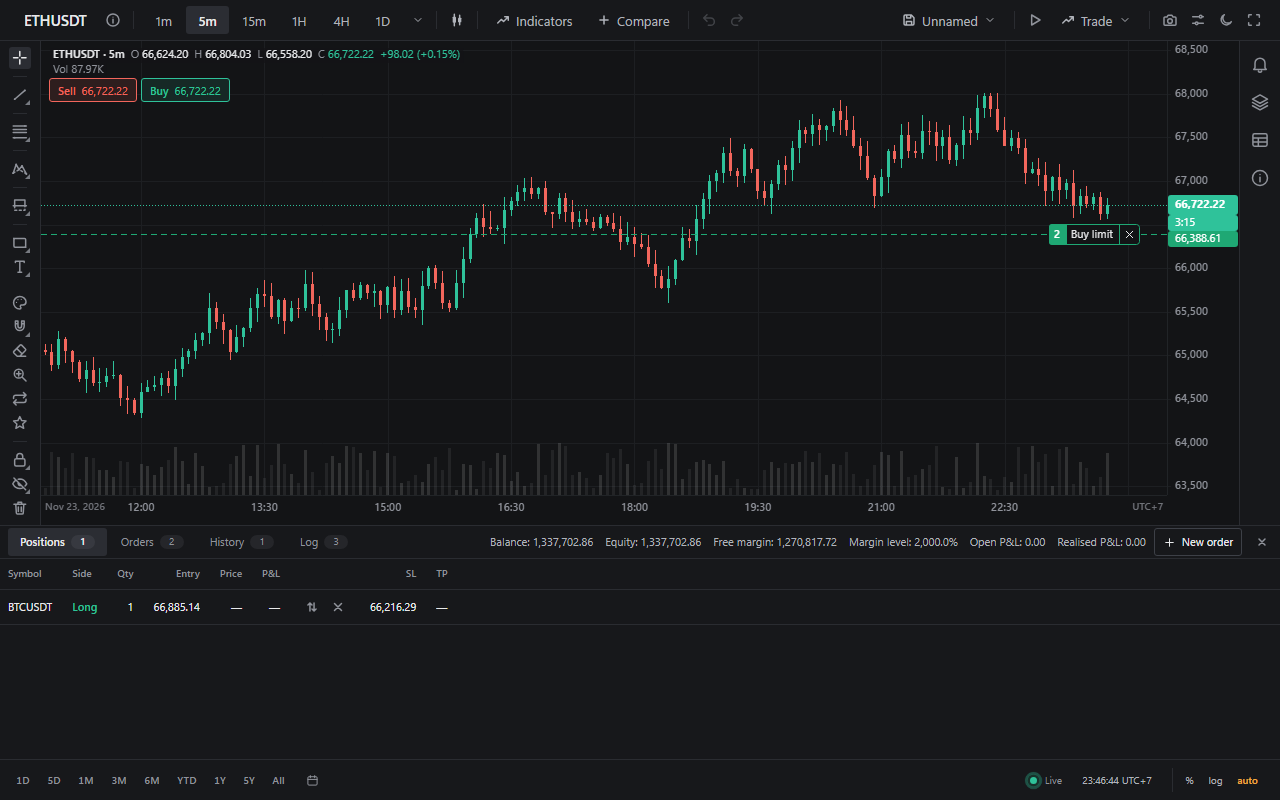 ETHUSDT 1m 5m 15m 1H 4H 1D Indicators Compare Unnamed Trade
ETHUSDT · 5m O 66,624.20 H 66,804.03 L 66,558.20 C 66,722.22 +98.02 (+0.15%)
Vol 87.97K
Sell 66,722.22 Buy 66,722.22
68,500
68,000
67,500
67,000
66,722.22
3:15
2 Buy limit 66,388.61
66,000
65,500
65,000
64,500
64,000
63,500
Nov 23, 2026 12:00 13:30 15:00 16:30 18:00 19:30 21:00 22:30 UTC+7
Positions 1 Orders 2 History 1 Log 3 Balance: 1,337,702.86 Equity: 1,337,702.86 Free margin: 1,270,817.72 Margin level: 2,000.0% Open P&L: 0.00 Realised P&L: 0.00 New order
Symbol Side Qty Entry Price P&L SL TP
BTCUSDT Long 1 66,885.14 — — 66,216.29 —
1D 5D 1M 3M 6M YTD 1Y 5Y All Live 23:46:44 UTC+7 % log auto